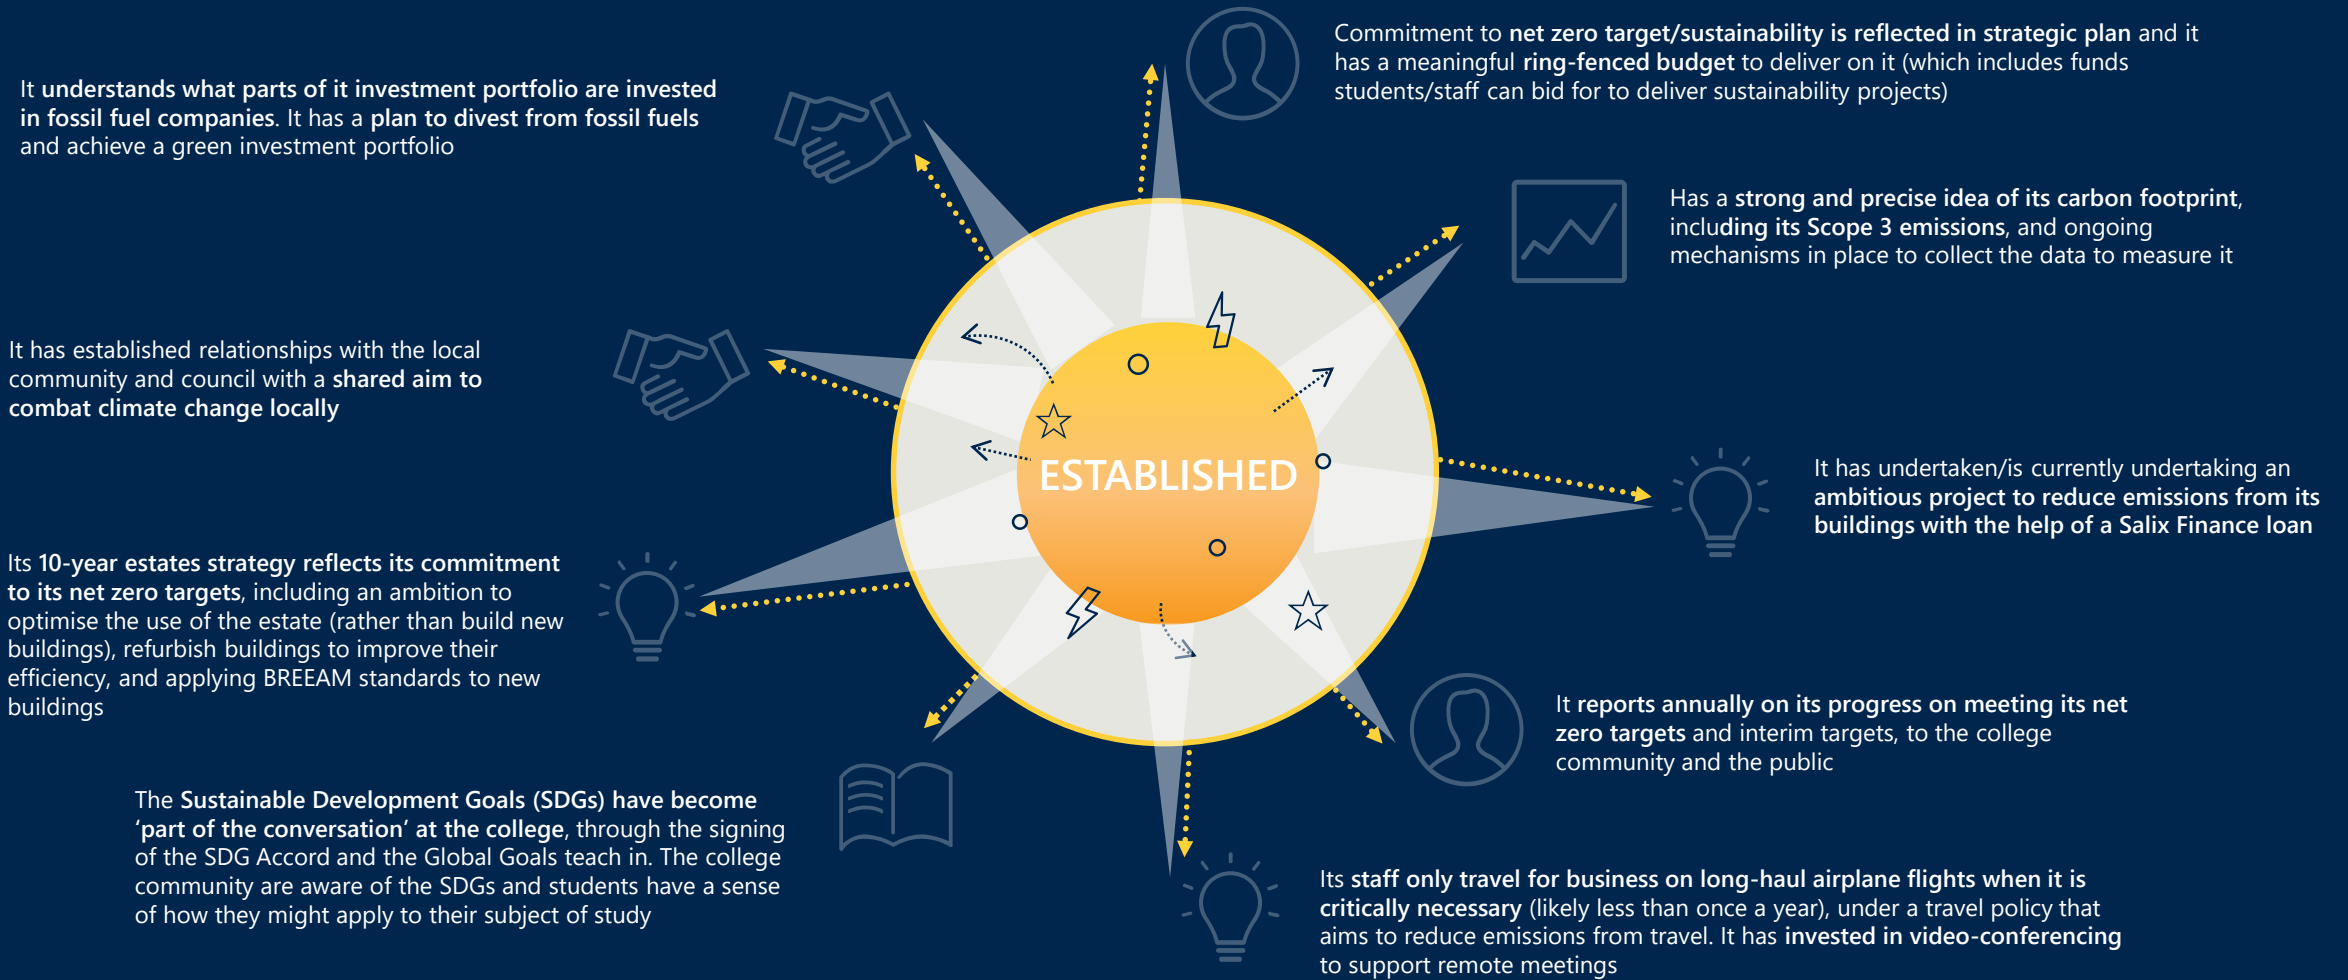 Commitment to net zero target/sustainability is reflected in strategic plan and it
has a meaningful ring-fenced budget to deliver on it (which includes funds
students/staff can bid for to deliver sustainability projects)
It understands what parts of it investment portfolio are invested
in fossil fuel companies. It has a plan to divest from fossil fuels
and achieve a green investment portfolio
Has a strong and precise idea of its carbon footprint,
including its Scope 3 emissions, and ongoing
mechanisms in place to collect the data to measure it
It has established relationships with the local
community and council with a shared aim to
combat climate change locally
ESTABLISHED
It has undertaken/is currently undertaking an
ambitious project to reduce emissions from its
buildings with the help of a Salix Finance loan
Its 10-year estates strategy reflects its commitment
to its net zero targets, including an ambition to
optimise the use of the estate (rather than build new
buildings), refurbish buildings to improve their
efficiency, and applying BREEAM standards to new
buildings
It reports annually on its progress on meeting its net
zero targets and interim targets, to the college
community and the public
The Sustainable Development Goals (SDGs) have become
‘part of the conversation’ at the college, through the signing
of the SDG Accord and the Global Goals teach in. The college
community are aware of the SDGs and students have a sense
of how they might apply to their subject of study
Its staff only travel for business on long-haul airplane flights when it is
critically necessary (likely less than once a year), under a travel policy that
aims to reduce emissions from travel. It has invested in video-conferencing
to support remote meetings